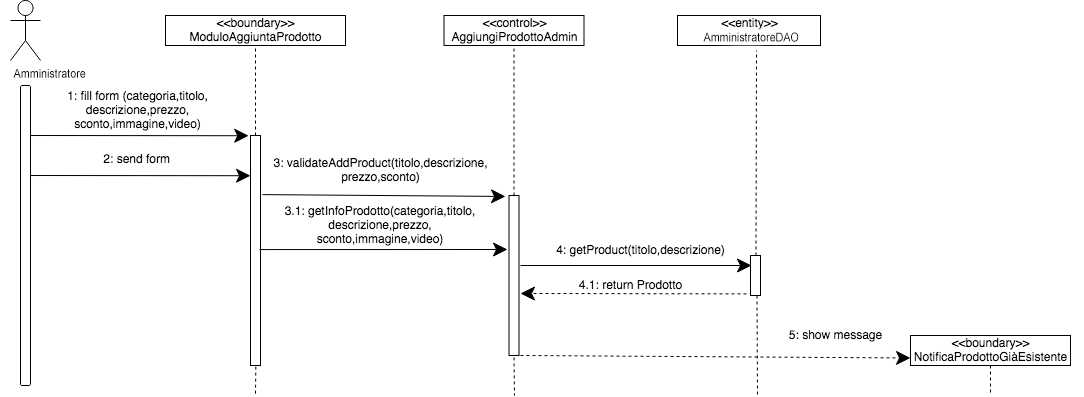 <<boundary>>
ModuloAggiuntaProdotto
<<control>>
AggiungiProdottoAdmin
<<entity>>
AmministratoreDAO
Amministratore
1: fill form (categoria,titolo,
descrizione,prezzo,
sconto,immagine,video)
2: send form
3: validateAddProduct(titolo,descrizione,
prezzo,sconto)
3.1: getInfoProdotto(categoria,titolo,
descrizione,prezzo,
sconto,immagine,video)
4: getProduct(titolo,descrizione)
4.1: return Prodotto
5: show message
<<boundary>>
NotificaProdottoGiàEsistente